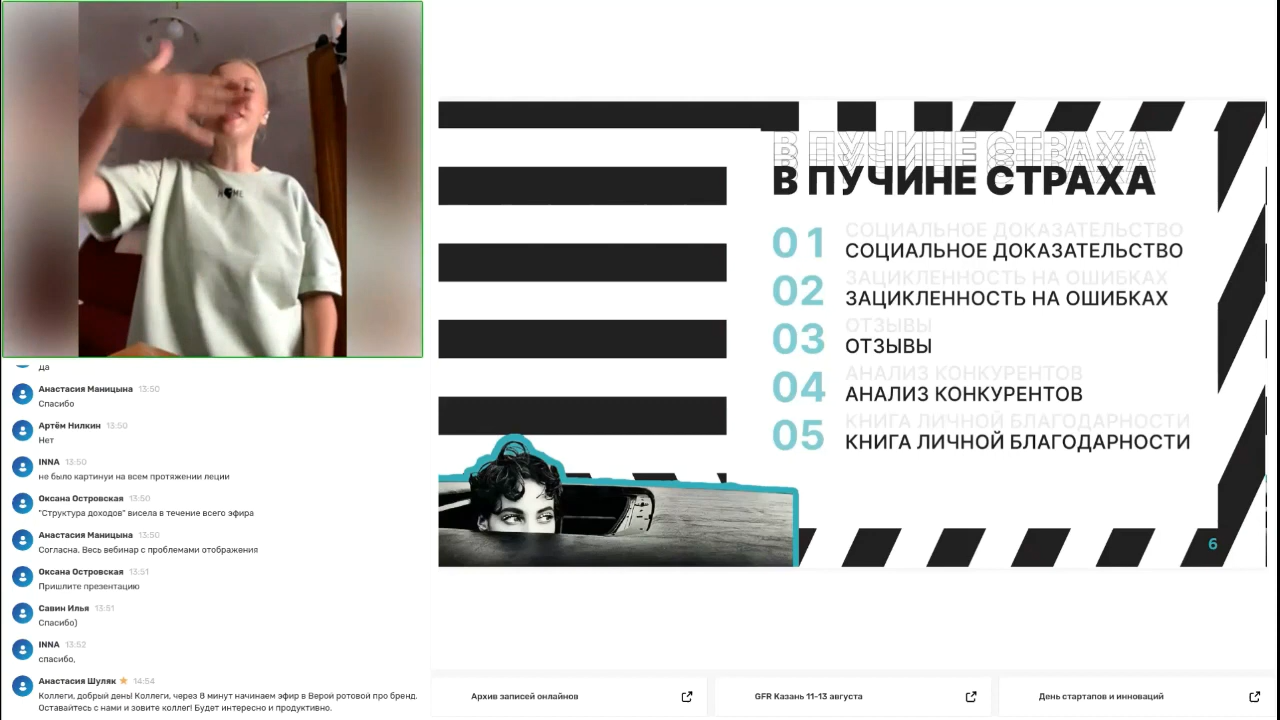 HOME
Да
Анастасия Маницына 13:50
Спасибо
Артём Нилкин 13:50
Нет
INNA 13:50
не было картинуи на всем протяжении леции
Оксана Островская 13:50
"Структура доходов" висела в течение всего эфира
Анастасия Маницына 13:50
Согласна. Весь вебинар с проблемами отображения
Оксана Островская 13:51
Пришлите презентацию
Савин Илья 13:51
Спасибо)
INNA 13:52
спасибо,
Анастасия Шуляк 14:54
Коллеги, добрый день! Коллеги, через 8 минут начинаем эфир в Верой ротовой про бренд.
Оставайтесь с нами и зовите коллег! Будет интересно и продуктивно.
В ПУЧИНЕ СТРАХА
В ПУЧИНЕ СТРАХА
СОЦИАЛЬНОЕ ДОКАЗАТЕЛЬСТВО
01 СОЦИАЛЬНОЕ ДОКАЗАТЕЛЬСТВО
ЗАЦИКЛЕННОСТЬ НА ОШИБКАХ
02 ЗАЦИКЛЕННОСТЬ НА ОШИБКАХ
ОТЗЫВЫ
03 ОТЗЫВЫ
АНАЛИЗ КОНКУРЕНТОВ
04 АНАЛИЗ КОНКУРЕНТОВ
КНИГА ЛИЧНОЙ БЛАГОДАРНОСТИ
05 КНИГА ЛИЧНОЙ БЛАГОДАРНОСТИ
6
Архив записей онлайнов
GFR Казань 11-13 августа
День стартапов и инноваций